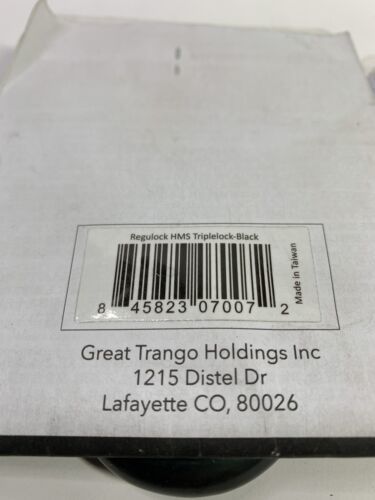 Regulock HMS Triplelock-Black
8 45823 07007 2
Made in Taiwan
Great Trango Holdings Inc
1215 Distel Dr
Lafayette CO, 80026